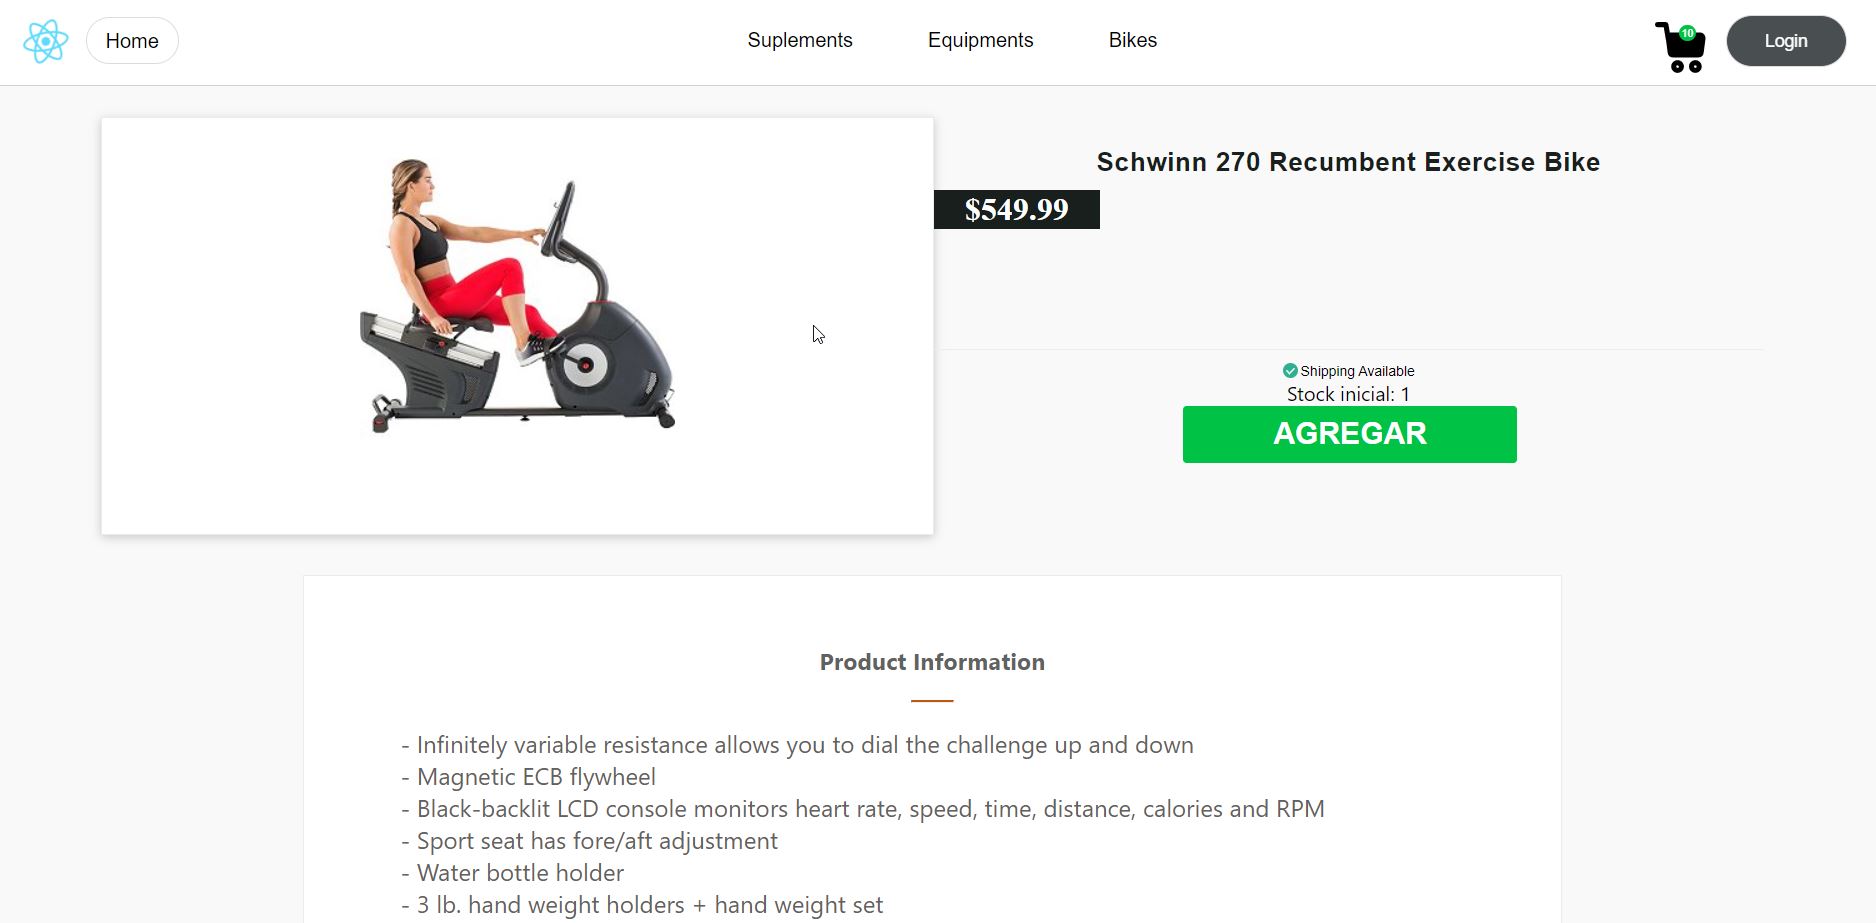 Home
Suplements
Equipments
Bikes
10
Login
Schwinn 270 Recumbent Exercise Bike
$549.99
Shipping Available
Stock inicial: 1
AGREGAR
Product Information
- Infinitely variable resistance allows you to dial the challenge up and down
- Magnetic ECB flywheel
- Black-backlit LCD console monitors heart rate, speed, time, distance, calories and RPM
- Sport seat has fore/aft adjustment
- Water bottle holder
- 3 lb. hand weight holders + hand weight set